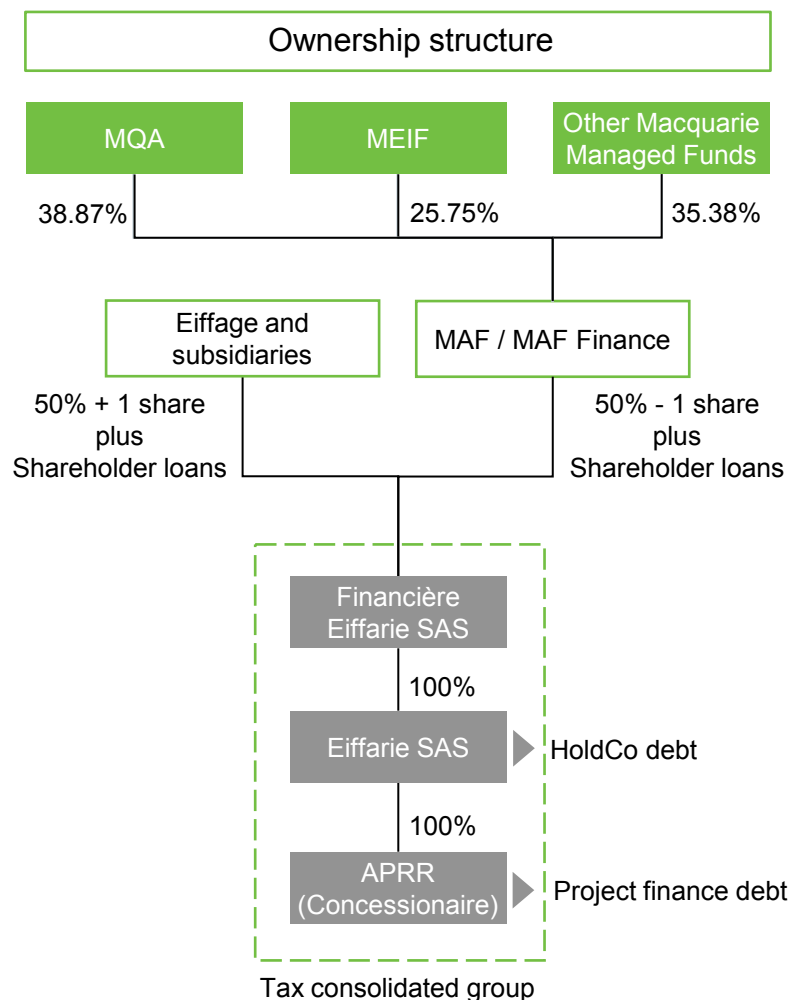 Ownership structure
MQA
MEIF
Other Macquarie
Managed Funds
38.87%
25.75%
35.38%
Eiffage and
subsidiaries
MAF / MAF Finance
50% + 1 share
plus
Shareholder loans
50% - 1 share
plus
Shareholder loans
Financière
Eiffarie SAS
100%
Eiffarie SAS
HoldCo debt
100%
APRR
(Concessionaire)
Project finance debt
Tax consolidated group